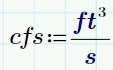 cfs := ft³/s